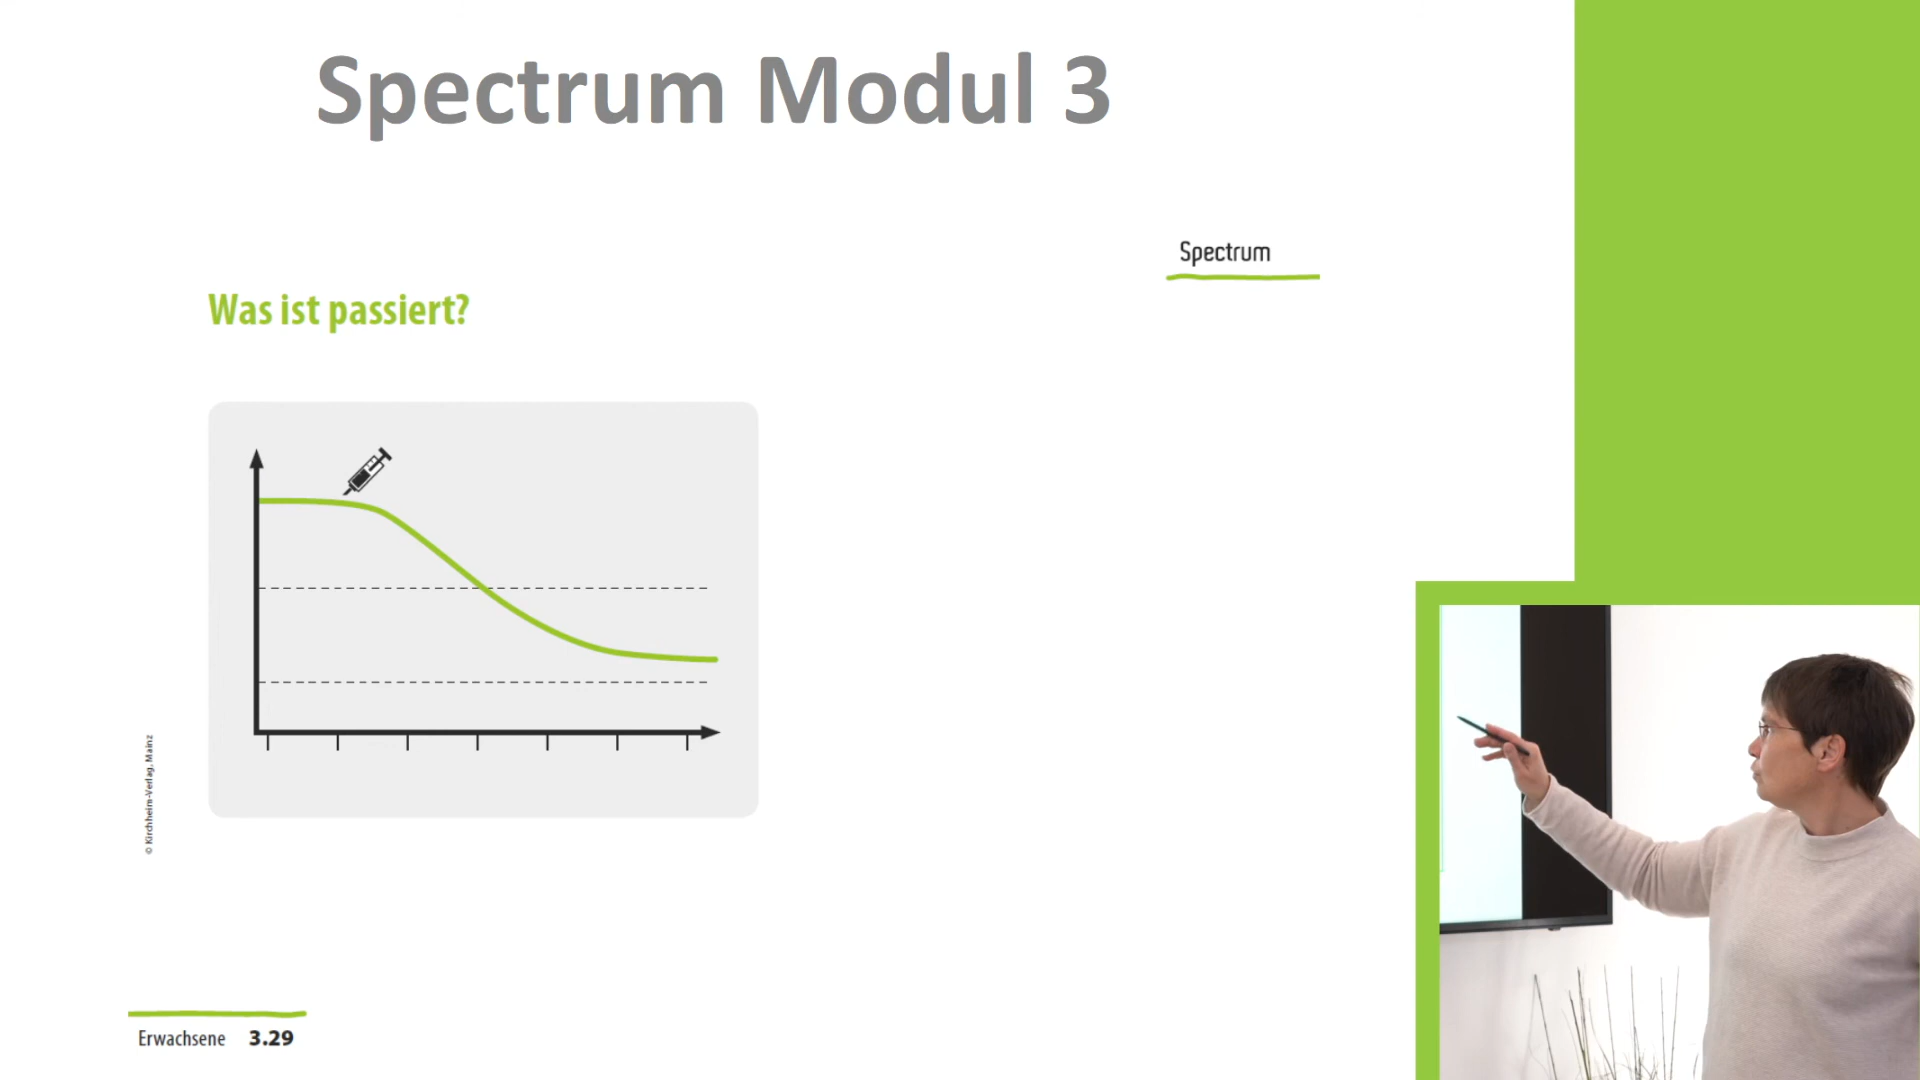 Spectrum Modul 3
Spectrum
Was ist passiert?
© Kirchheim-Verlag, Mainz
Erwachsene 3.29